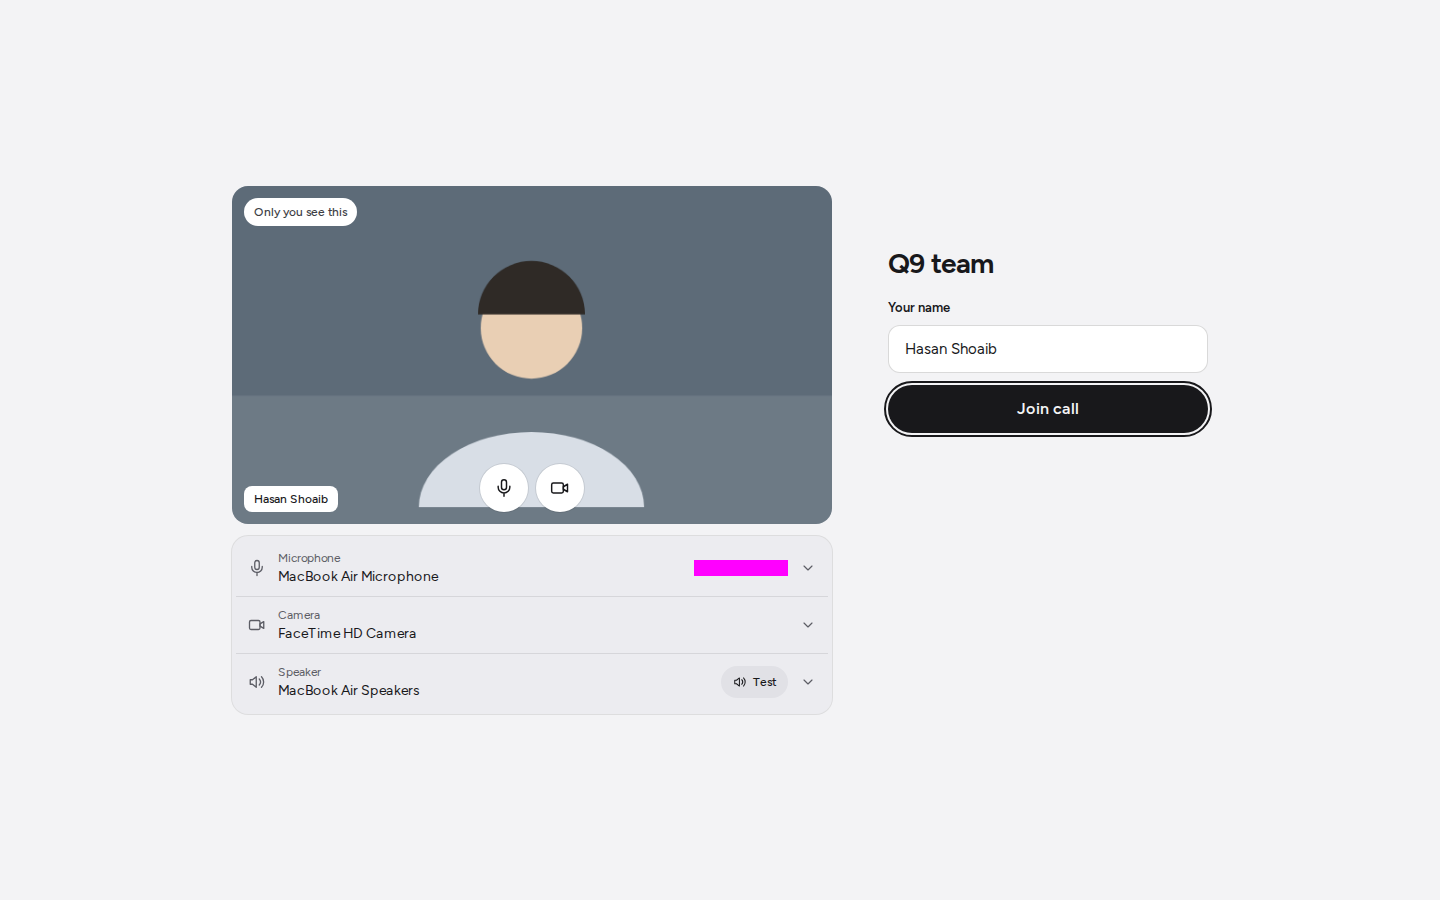 Only you see this
Hasan Shoaib
Microphone
MacBook Air Microphone
Camera
FaceTime HD Camera
Speaker
MacBook Air Speakers
Test
Q9 team
Your name
Hasan Shoaib
Join call